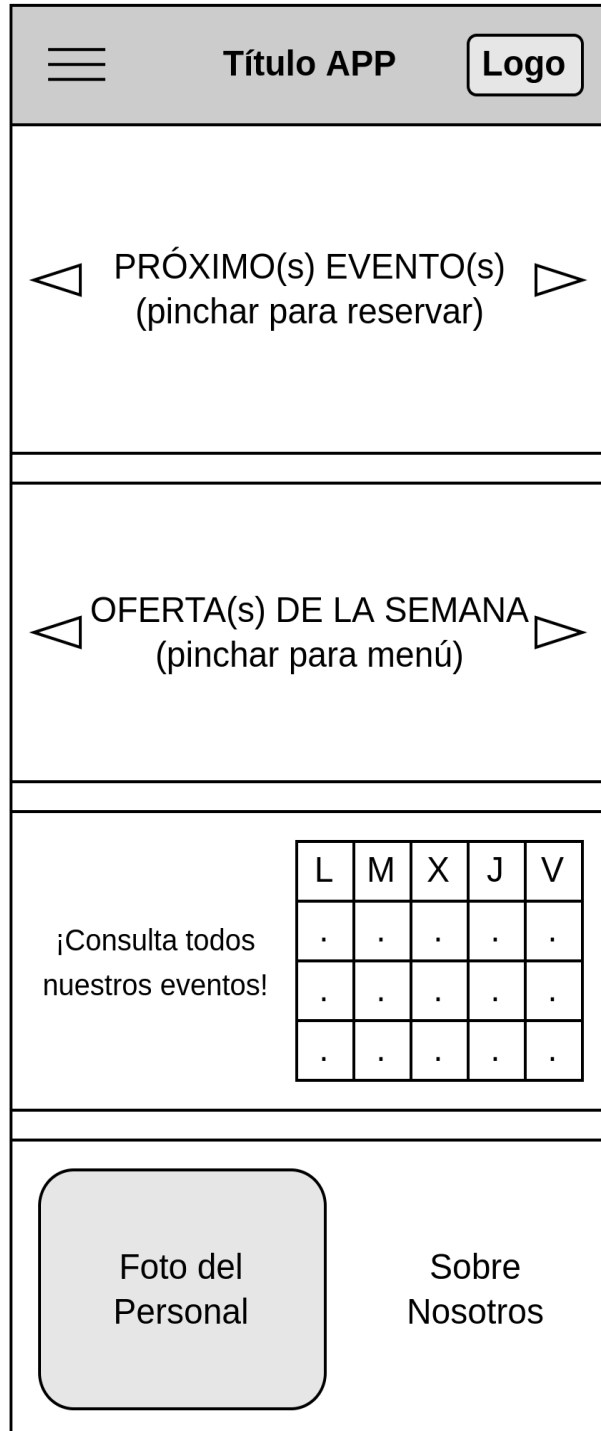 Título APP
Logo
PRÓXIMO(s) EVENTO(s)
(pinchar para reservar)
OFERTA(s) DE LA SEMANA
(pinchar para menú)
¡Consulta todos
nuestros eventos!
L M X J V
. . . . .
. . . . .
. . . . .
Foto del
Personal
Sobre
Nosotros